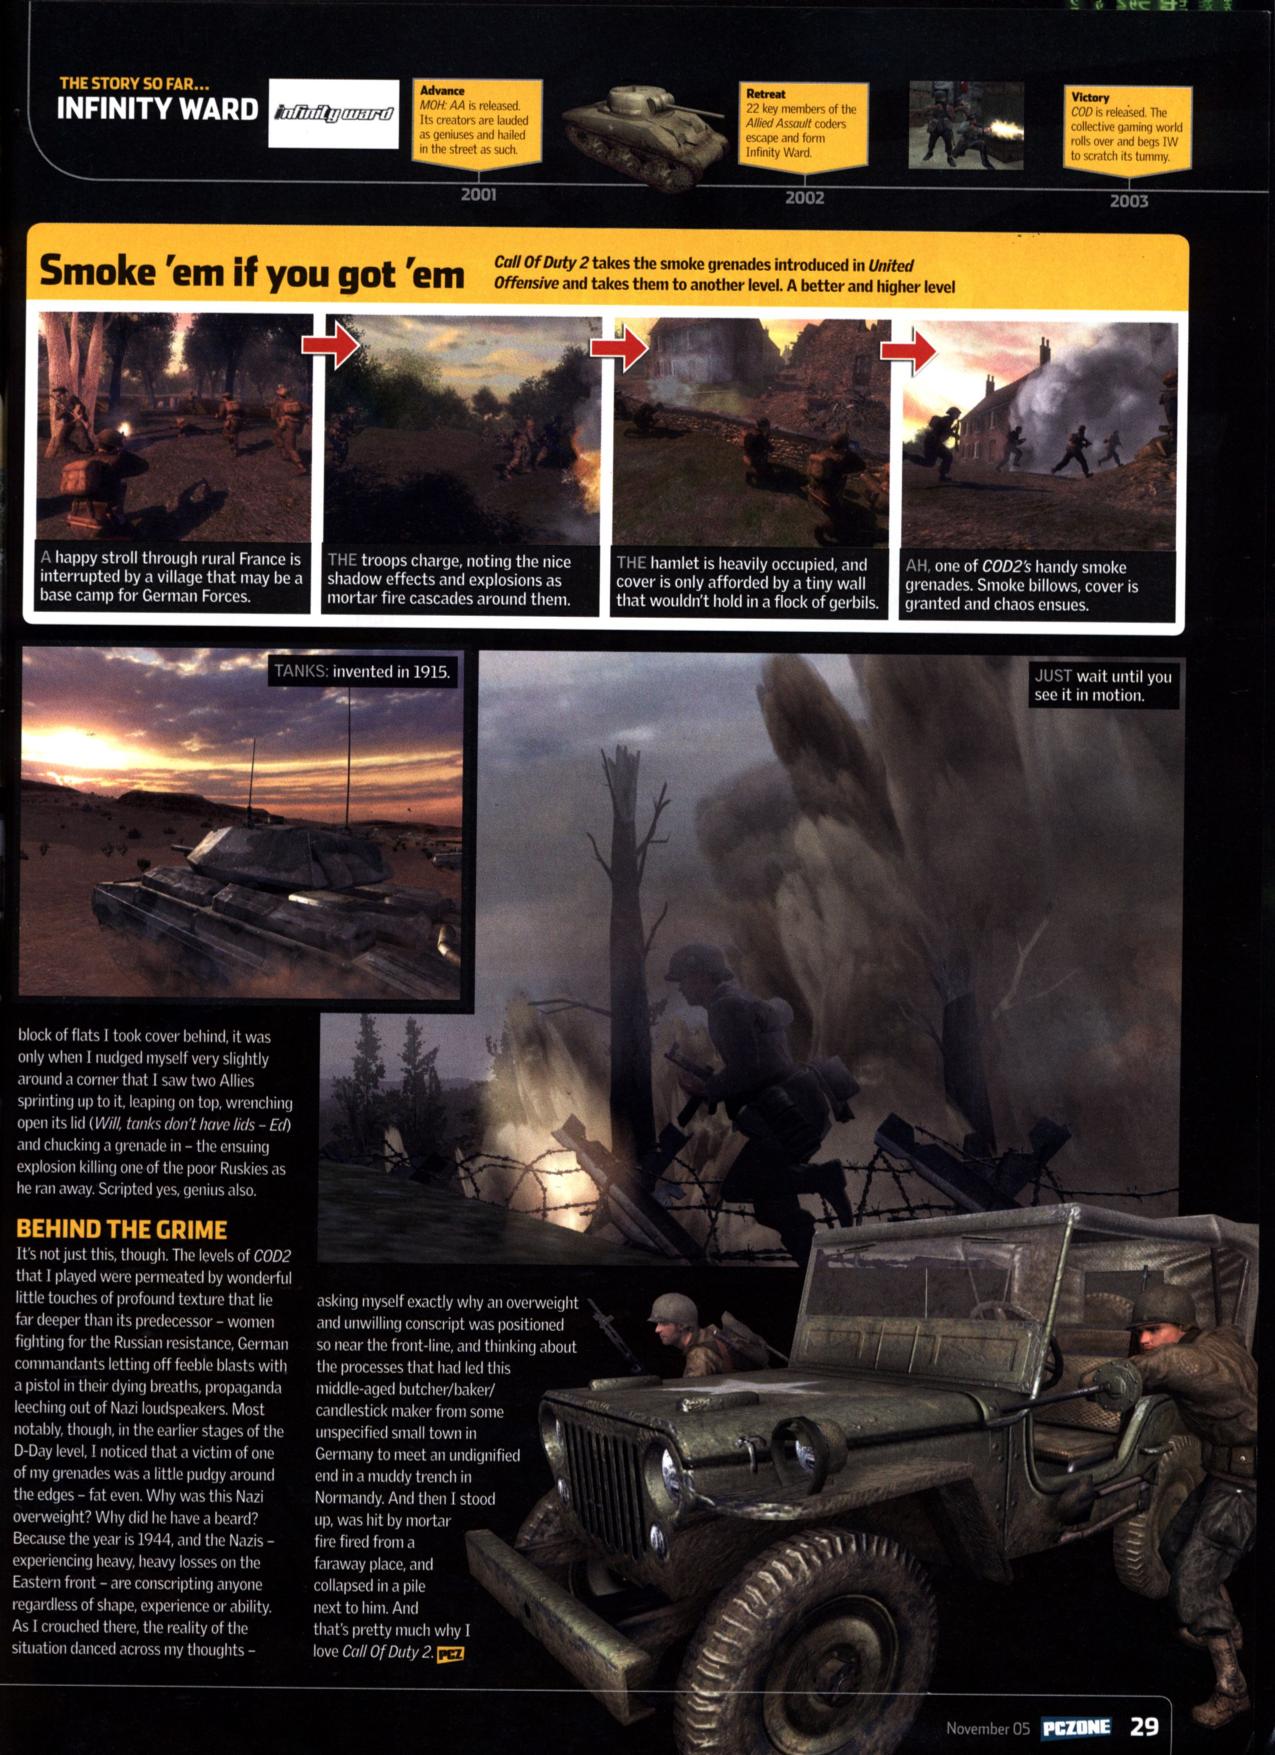 THE STORY SO FAR...
INFINITY WARD
infinity ward
Advance
MOH: AA is released.
Its creators are lauded
as geniuses and hailed
in the street as such.
2001
Retreat
22 key members of the
Allied Assault coders
escape and form
Infinity Ward.
2002
Victory
COD is released. The
collective gaming world
rolls over and begs IW
to scratch its tummy.
2003
Smoke 'em if you got 'em
Call Of Duty 2 takes the smoke grenades introduced in United
Offensive and takes them to another level. A better and higher level
A happy stroll through rural France is
interrupted by a village that may be a
base camp for German Forces.
THE troops charge, noting the nice
shadow effects and explosions as
mortar fire cascades around them.
THE hamlet is heavily occupied, and
cover is only afforded by a tiny wall
that wouldn't hold in a flock of gerbils.
AH, one of COD2's handy smoke
grenades. Smoke billows, cover is
granted and chaos ensues.
TANKS: invented in 1915.
JUST wait until you
see it in motion.
block of flats I took cover behind, it was
only when I nudged myself very slightly
around a corner that I saw two Allies
sprinting up to it, leaping on top, wrenching
open its lid (Will, tanks don't have lids – Ed)
and chucking a grenade in – the ensuing
explosion killing one of the poor Ruskies as
he ran away. Scripted yes, genius also.
BEHIND THE GRIME
It's not just this, though. The levels of COD2
that I played were permeated by wonderful
little touches of profound texture that lie
far deeper than its predecessor – women
fighting for the Russian resistance, German
commandants letting off feeble blasts with
a pistol in their dying breaths, propaganda
leeching out of Nazi loudspeakers. Most
notably, though, in the earlier stages of the
D-Day level, I noticed that a victim of one
of my grenades was a little pudgy around
the edges – fat even. Why was this Nazi
overweight? Why did he have a beard?
Because the year is 1944, and the Nazis –
experiencing heavy, heavy losses on the
Eastern front – are conscripting anyone
regardless of shape, experience or ability.
As I crouched there, the reality of the
situation danced across my thoughts –
asking myself exactly why an overweight
and unwilling conscript was positioned
so near the front-line, and thinking about
the processes that had led this
middle-aged butcher/baker/
candlestick maker from some
unspecified small town in
Germany to meet an undignified
end in a muddy trench in
Normandy. And then I stood
up, was hit by mortar
fire fired from a
faraway place, and
collapsed in a pile
next to him. And
that's pretty much why I
love Call Of Duty 2. PCZ
November 05 PCZONE 29